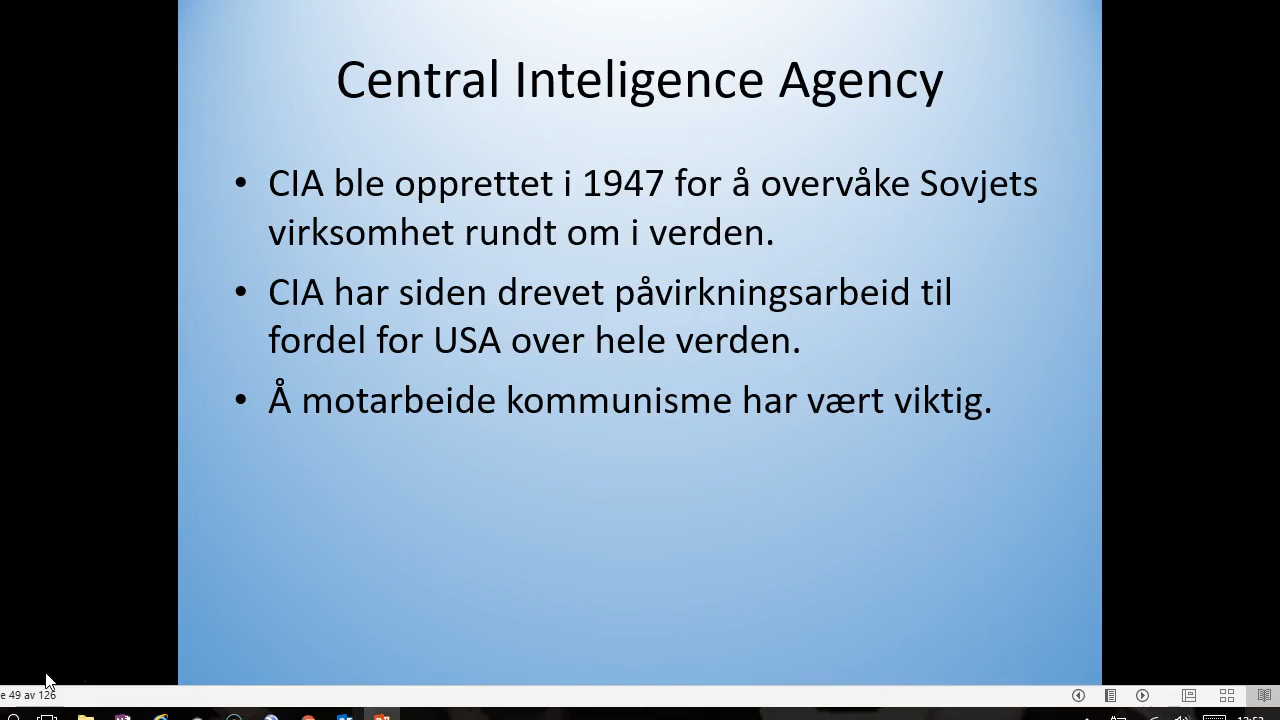 Central Inteligence Agency
• CIA ble opprettet i 1947 for å overvåke Sovjets
virksomhet rundt om i verden.
• CIA har siden drevet påvirkningsarbeid til
fordel for USA over hele verden.
• Å motarbeide kommunisme har vært viktig.
e 49 av 126